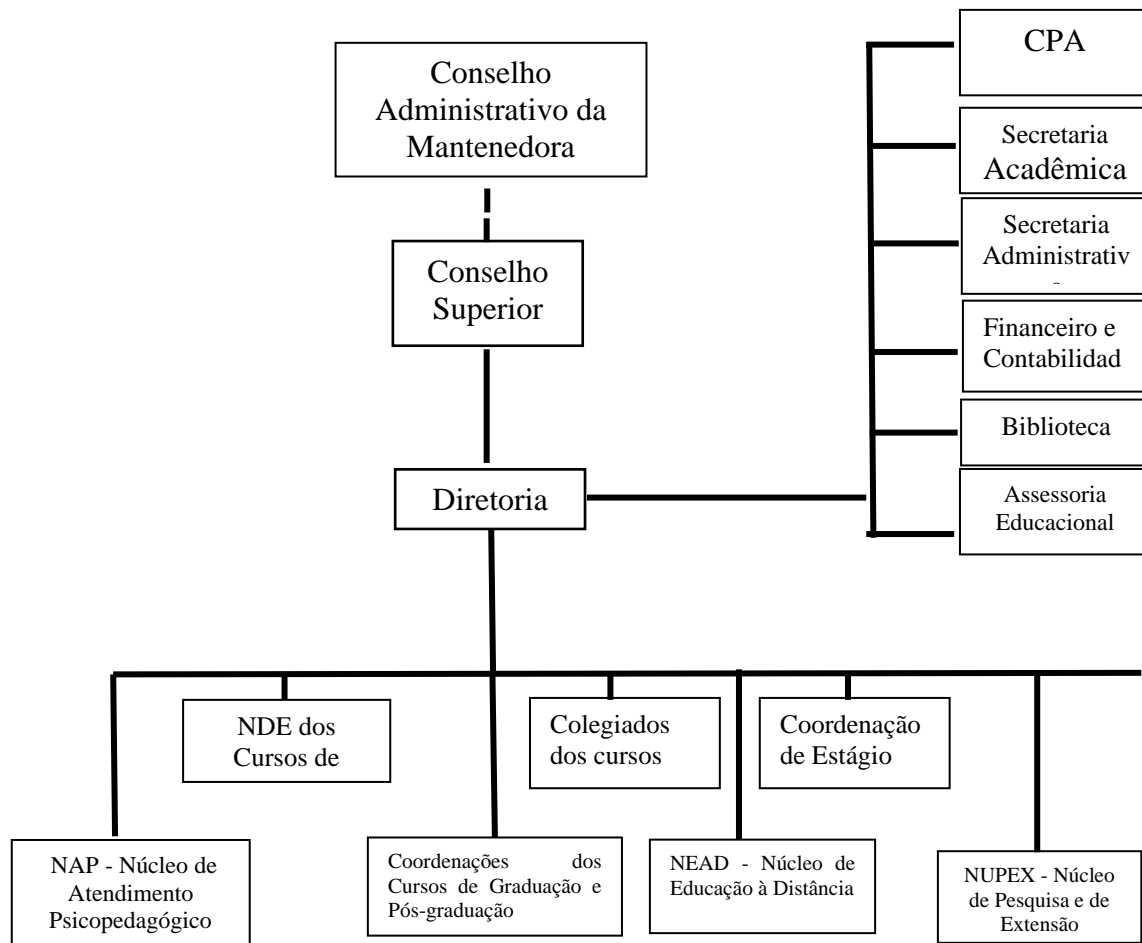 Conselho
Administrativo da
Mantenedora
Conselho
Superior
Diretoria
CPA
Secretaria
Acadêmica
Secretaria
Administrativ
Financeiro e
Contabilidad
Biblioteca
Assessoria
Educacional
NDE dos
Cursos de
Colegiados
dos cursos
Coordenação
de Estágio
NAP - Núcleo de
Atendimento
Psicopedagógico
Coordenações dos
Cursos de Graduação e
Pós-graduação
NEAD - Núcleo de
Educação à Distância
NUPEX - Núcleo
de Pesquisa e de
Extensão